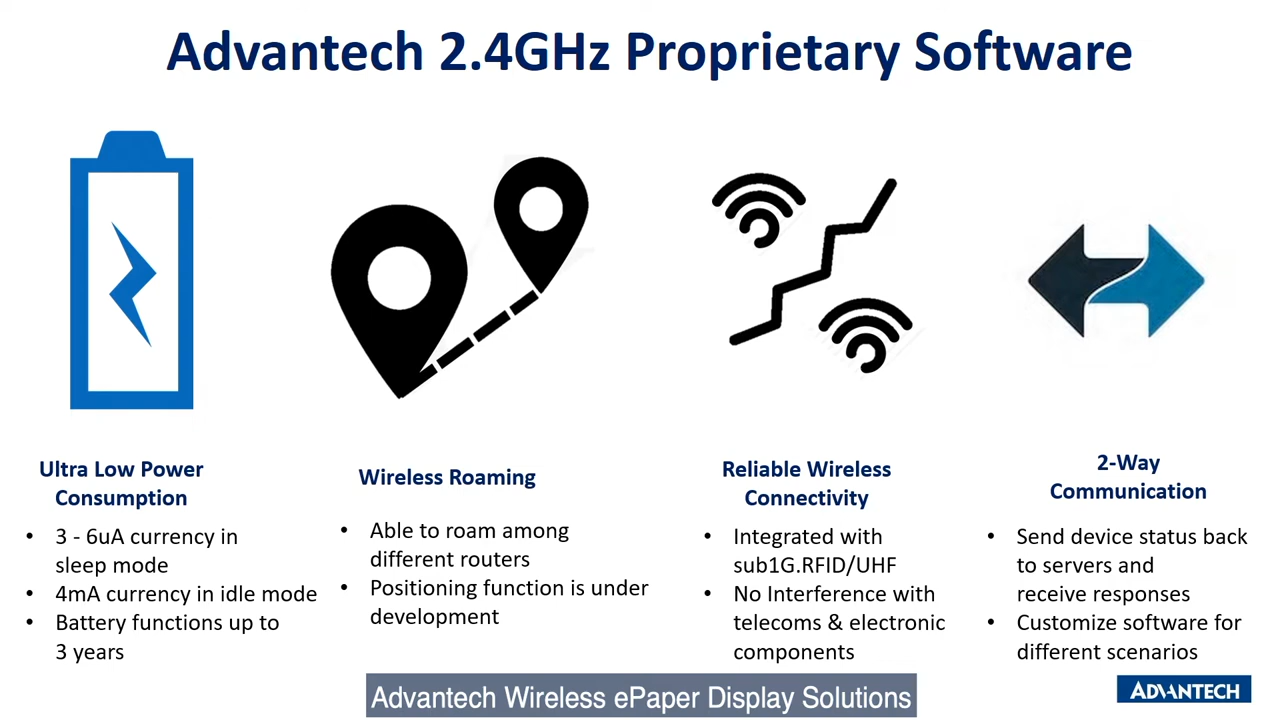 Advantech 2.4GHz Proprietary Software
Ultra Low Power
Consumption
• 3 - 6uA currency in
sleep mode
• 4mA currency in idle mode
• Battery functions up to
3 years
Wireless Roaming
• Able to roam among
different routers
• Positioning function is under
development
Reliable Wireless
Connectivity
• Integrated with
sub1G.RFID/UHF
• No Interference with
telecoms & electronic
components
2-Way
Communication
• Send device status back
to servers and
receive responses
• Customize software for
different scenarios
Advantech Wireless ePaper Display Solutions
ADVANTECH